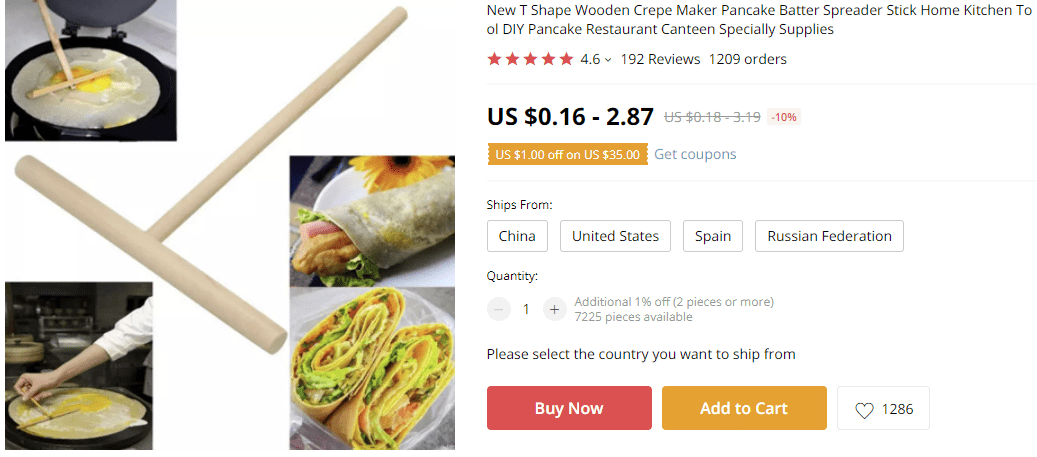 New T Shape Wooden Crepe Maker Pancake Batter Spreader Stick Home Kitchen To
ol DIY Pancake Restaurant Canteen Specially Supplies
4.6 192 Reviews 1209 orders
US $0.16 - 2.87 US $0.18 - 3.19 -10%
US $1.00 off on US $35.00 Get coupons
Ships From:
China United States Spain Russian Federation
Quantity:
− 1 + Additional 1% off (2 pieces or more)
7225 pieces available
Please select the country you want to ship from
Buy Now Add to Cart 1286